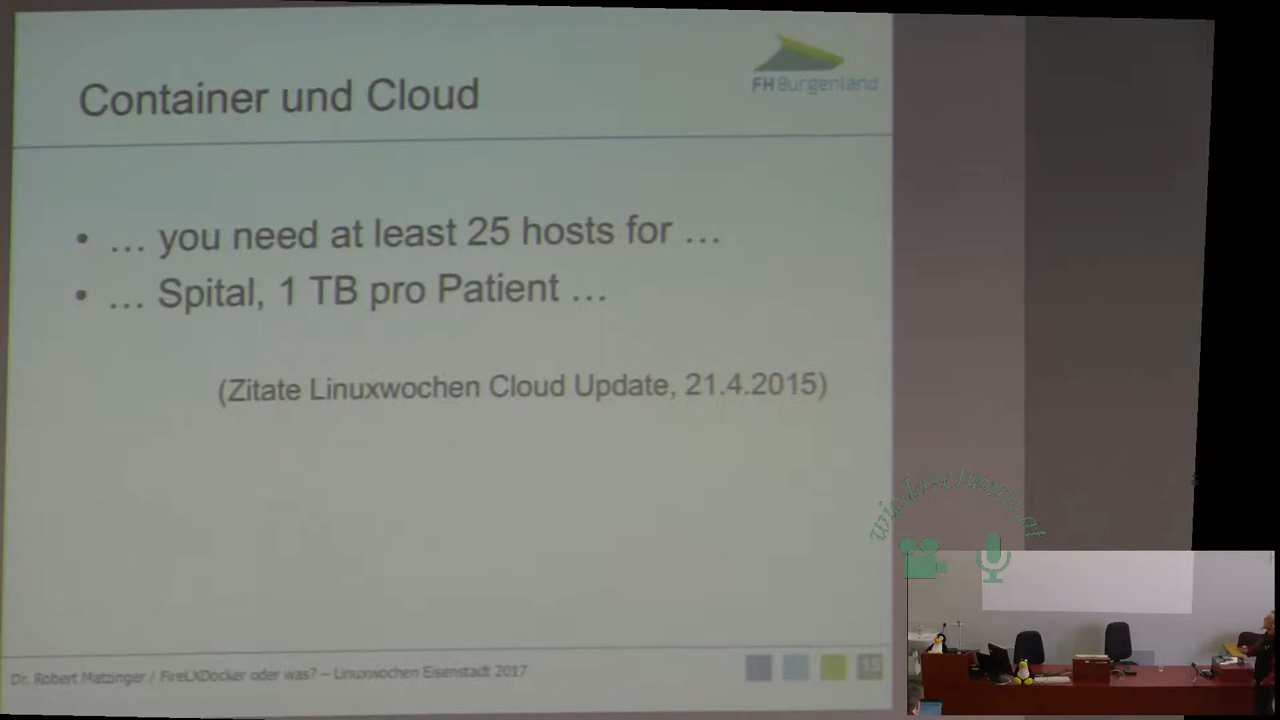 FH Burgenland
Container und Cloud
• … you need at least 25 hosts for …
• … Spital, 1 TB pro Patient …
(Zitate Linuxwochen Cloud Update, 21.4.2015)
Dr. Robert Matzinger / FireLXDocker oder was? – Linuxwochen Eisenstadt 2017
15